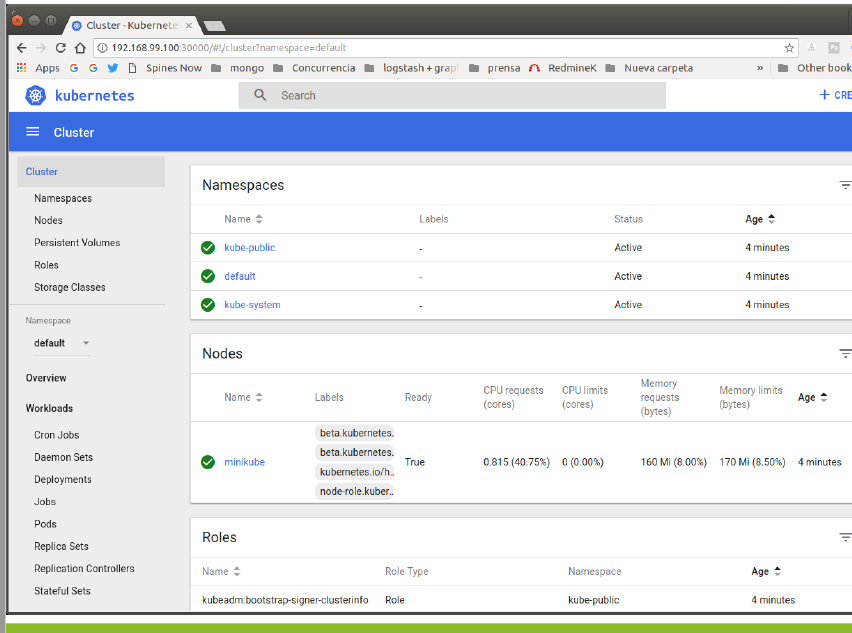 Cluster - Kubernete
192.168.99.100:30000/#!/cluster?namespace=default
Apps Spines Now mongo Concurrencia logstash + grap prensa RedmineK Nueva carpeta » Other book
kubernetes
Search
+ CRE
Cluster
Cluster
Namespaces
Nodes
Persistent Volumes
Roles
Storage Classes
Namespace
default
Overview
Workloads
Cron Jobs
Daemon Sets
Deployments
Jobs
Pods
Replica Sets
Replication Controllers
Stateful Sets
Namespaces
Name Labels Status Age
kube-public - Active 4 minutes
default - Active 4 minutes
kube-system - Active 4 minutes
Nodes
Name Labels Ready CPU requests (cores) CPU limits (cores) Memory requests (bytes) Memory limits (bytes) Age
beta.kubernetes.
beta.kubernetes.
minikube True 0.815 (40.75%) 0 (0.00%) 160 Mi (8.00%) 170 Mi (8.50%) 4 minutes
kubernetes.io/h..
node-role.kuber..
Roles
Name Role Type Namespace Age
kubeadm:bootstrap-signer-clusterinfo Role kube-public 4 minutes